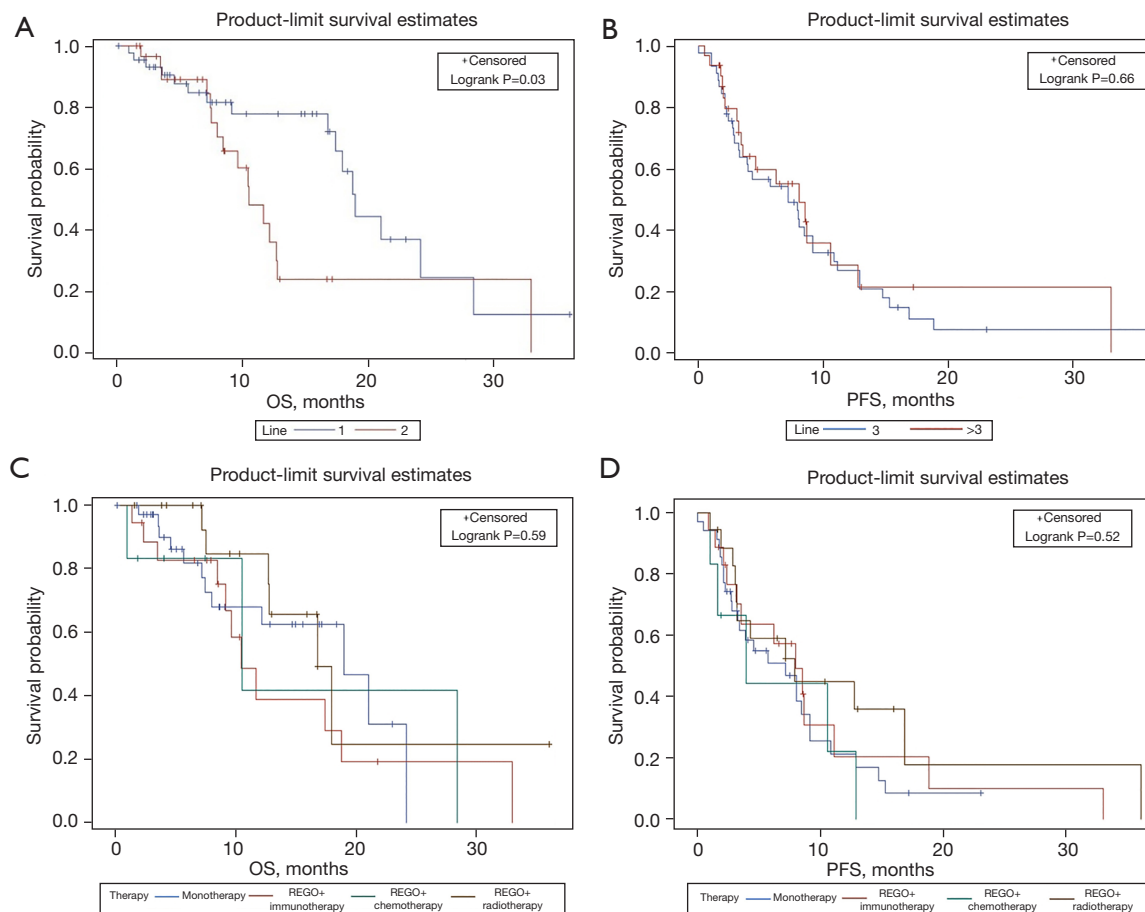 A
Product-limit survival estimates
+Censored
Logrank P=0.03
Survival probability
1.0
0.8
0.6
0.4
0.2
0.0
0 10 20 30
OS, months
Line 1 2
B
Product-limit survival estimates
+Censored
Logrank P=0.66
Survival probability
1.0
0.8
0.6
0.4
0.2
0.0
0 10 20 30
PFS, months
Line 3 >3
C
Product-limit survival estimates
+Censored
Logrank P=0.59
Survival probability
1.0
0.8
0.6
0.4
0.2
0.0
0 10 20 30
OS, months
Therapy Monotherapy REGO+ immunotherapy REGO+ chemotherapy REGO+ radiotherapy
D
Product-limit survival estimates
+Censored
Logrank P=0.52
Survival probability
1.0
0.8
0.6
0.4
0.2
0.0
0 10 20 30
PFS, months
Therapy Monotherapy REGO+ immunotherapy REGO+ chemotherapy REGO+ radiotherapy